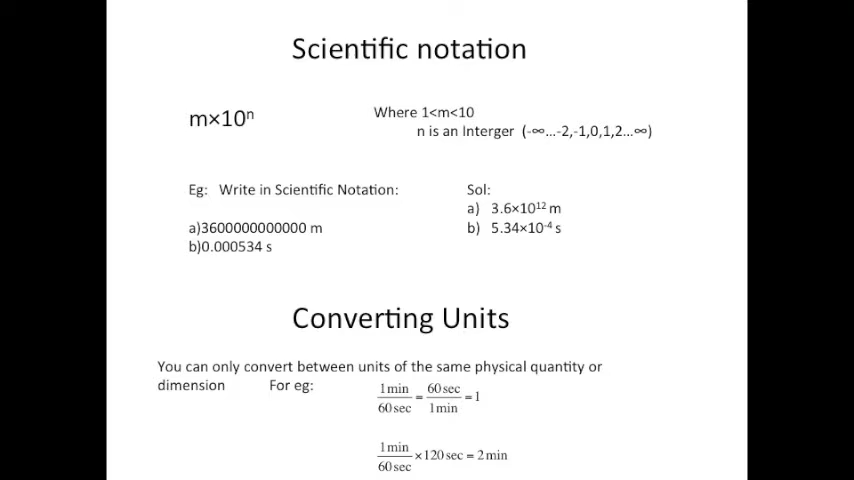 Scientific notation
m×10ⁿ
Where 1<m<10
n is an Interger (-∞…-2,-1,0,1,2…∞)
Eg: Write in Scientific Notation:
Sol:
a) 3.6×10¹² m
a)3600000000000 m
b) 5.34×10⁻⁴ s
b)0.000534 s
Converting Units
You can only convert between units of the same physical quantity or
dimension For eg:
1min/60sec = 60sec/1min = 1
1min/60sec ×120sec = 2min